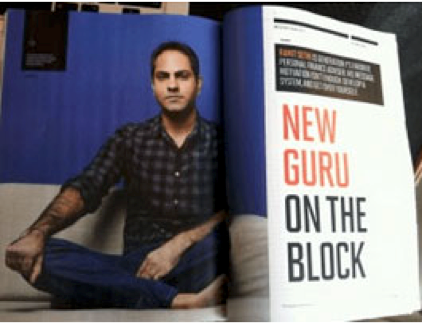 RAMIT SETHI IS GENERATION Y'S FAVORITE
PERSONAL FINANCE ADVISER. HIS MESSAGE:
MOTIVATION ISN'T ENOUGH. DEVELOP A
SYSTEM, AND GET OVER YOURSELF.
NEW
GURU
ON THE
BLOCK